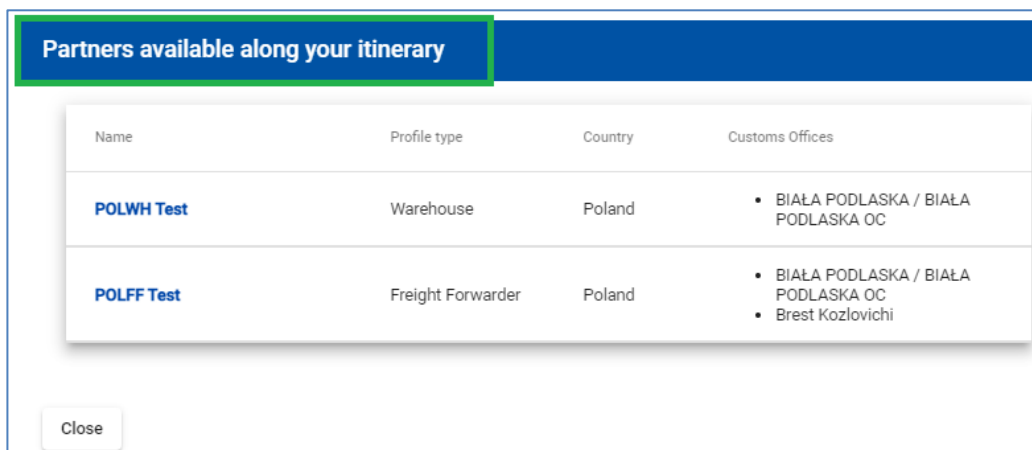 Partners available along your itinerary
Name Profile type Country Customs Offices
POLWH Test Warehouse Poland • BIAŁA PODLASKA / BIAŁA
PODLASKA OC
POLFF Test Freight Forwarder Poland • BIAŁA PODLASKA / BIAŁA
PODLASKA OC
• Brest Kozlovichi
Close